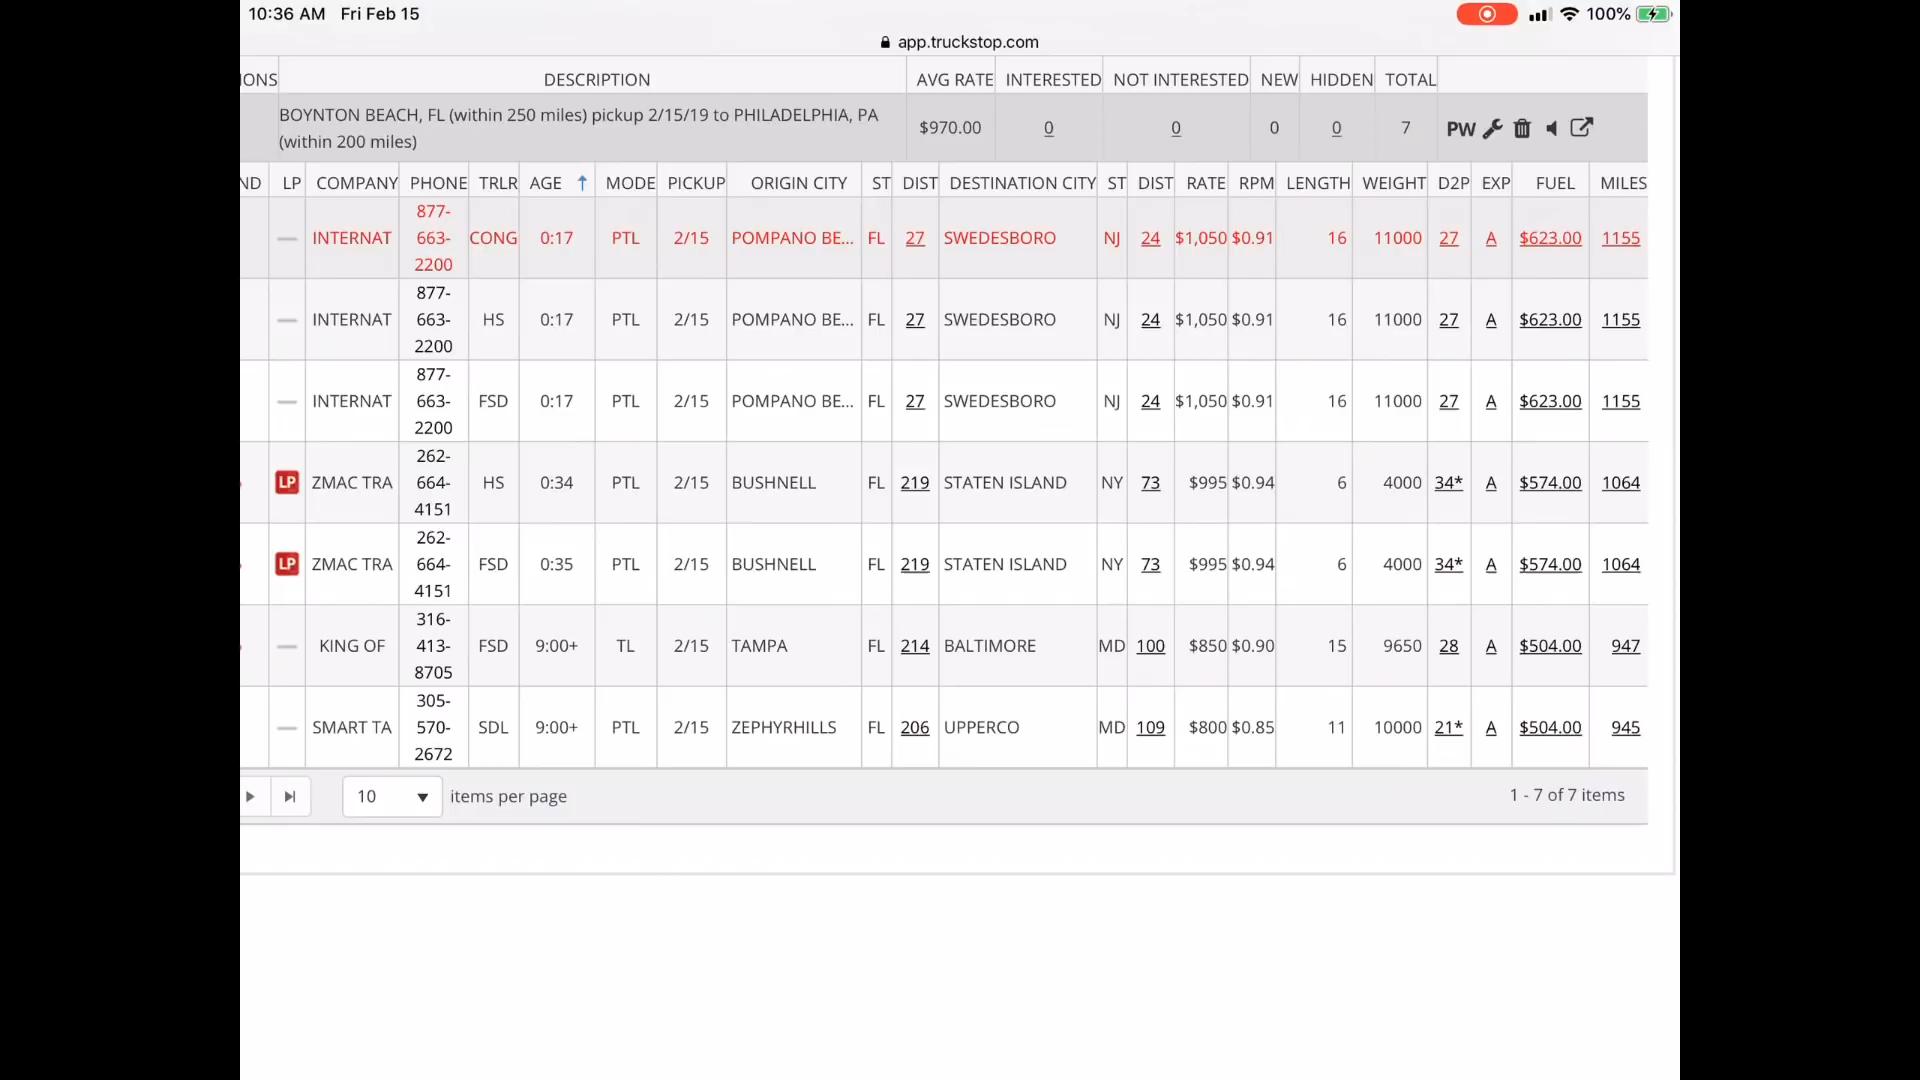 10:36 AM Fri Feb 15 100%
app.truckstop.com
IONS DESCRIPTION AVG RATE INTERESTED NOT INTERESTED NEW HIDDEN TOTAL
BOYNTON BEACH, FL (within 250 miles) pickup 2/15/19 to PHILADELPHIA, PA
(within 200 miles)
$970.00 0 0 0 0 7 PW
ND LP COMPANY PHONE TRLR AGE ↑ MODE PICKUP ORIGIN CITY ST DIST DESTINATION CITY ST DIST RATE RPM LENGTH WEIGHT D2P EXP FUEL MILES
— INTERNAT 877-663-2200 CONG 0:17 PTL 2/15 POMPANO BE... FL 27 SWEDESBORO NJ 24 $1,050 $0.91 16 11000 27 A $623.00 1155
— INTERNAT 877-663-2200 HS 0:17 PTL 2/15 POMPANO BE... FL 27 SWEDESBORO NJ 24 $1,050 $0.91 16 11000 27 A $623.00 1155
— INTERNAT 877-663-2200 FSD 0:17 PTL 2/15 POMPANO BE... FL 27 SWEDESBORO NJ 24 $1,050 $0.91 16 11000 27 A $623.00 1155
LP ZMAC TRA 262-664-4151 HS 0:34 PTL 2/15 BUSHNELL FL 219 STATEN ISLAND NY 73 $995 $0.94 6 4000 34* A $574.00 1064
LP ZMAC TRA 262-664-4151 FSD 0:35 PTL 2/15 BUSHNELL FL 219 STATEN ISLAND NY 73 $995 $0.94 6 4000 34* A $574.00 1064
— KING OF 316-413-8705 FSD 9:00+ TL 2/15 TAMPA FL 214 BALTIMORE MD 100 $850 $0.90 15 9650 28 A $504.00 947
— SMART TA 305-570-2672 SDL 9:00+ PTL 2/15 ZEPHYRHILLS FL 206 UPPERCO MD 109 $800 $0.85 11 10000 21* A $504.00 945
10 items per page 1 - 7 of 7 items